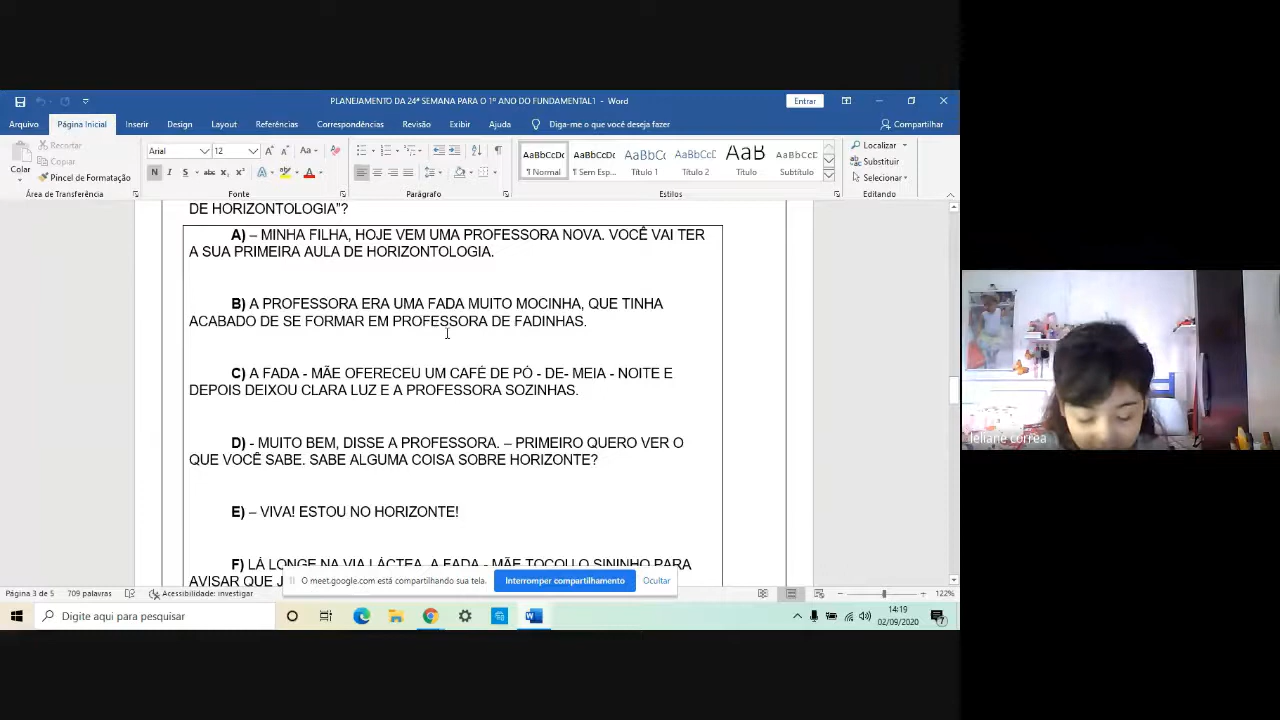 PLANEJAMENTO DA 24ª SEMANA PARA O 1º ANO DO FUNDAMENTAL1 - Word
Entrar
Arquivo Página Inicial Inserir Design Layout Referências Correspondências Revisão Exibir Ajuda Diga-me o que você deseja fazer Compartilhar
Recortar
Copiar
Pincel de Formatação
Colar
Área de Transferência
Arial 12
N I S abc x₂ x²
Fonte
Parágrafo
AaBbCcDc AaBbCcDc AaBbCc AaBbCcE AaB AaBbCcC
¶ Normal ¶ Sem Esp... Título 1 Título 2 Título Subtítulo
Estilos
Localizar
Substituir
Selecionar
Editando
DE HORIZONTOLOGIA”?
A) – MINHA FILHA, HOJE VEM UMA PROFESSORA NOVA. VOCÊ VAI TER
A SUA PRIMEIRA AULA DE HORIZONTOLOGIA.
B) A PROFESSORA ERA UMA FADA MUITO MOCINHA, QUE TINHA
ACABADO DE SE FORMAR EM PROFESSORA DE FADINHAS.
C) A FADA - MÃE OFERECEU UM CAFÉ DE PÓ - DE- MEIA - NOITE E
DEPOIS DEIXOU CLARA LUZ E A PROFESSORA SOZINHAS.
D) - MUITO BEM, DISSE A PROFESSORA. – PRIMEIRO QUERO VER O
QUE VOCÊ SABE. SABE ALGUMA COISA SOBRE HORIZONTE?
E) – VIVA! ESTOU NO HORIZONTE!
F) LÁ LONGE NA VIA LÁCTEA, A FADA - MÃE TOCOU O SININHO PARA
AVISAR QUE J
O meet.google.com está compartilhando sua tela. Interromper compartilhamento Ocultar
Página 3 de 5 709 palavras Acessibilidade: investigar 122%
Digite aqui para pesquisar
14:19
02/09/2020
7
leliane correa